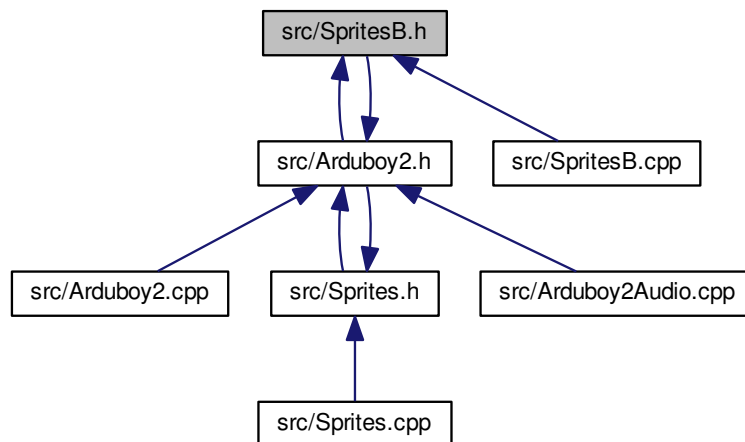 src/SpritesB.h
src/Arduboy2.h
src/SpritesB.cpp
src/Arduboy2.cpp
src/Sprites.h
src/Arduboy2Audio.cpp
src/Sprites.cpp